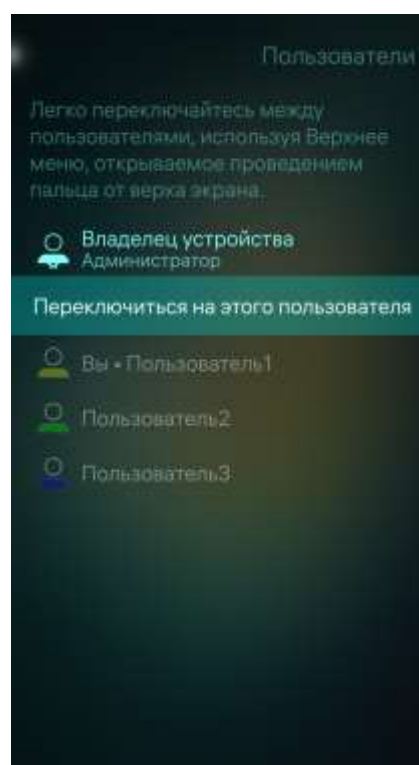 Пользователи
Легко переключайтесь между
пользователями, используя Верхнее
меню, открываемое проведением
пальца от верха экрана.
Владелец устройства
Администратор
Переключиться на этого пользователя
Вы • Пользователь1
Пользователь2
Пользователь3